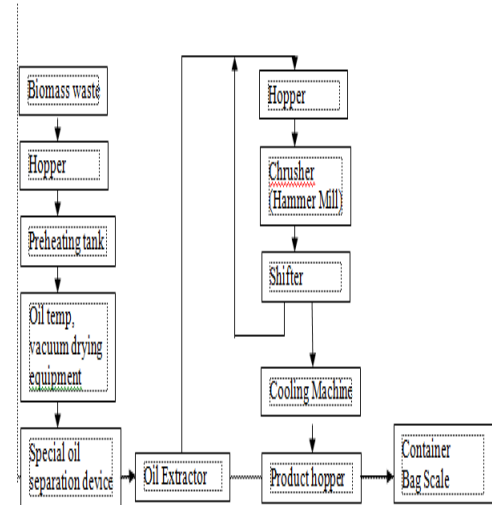 Biomass waste
Hopper
Preheating tank
Oil temp,
vacuum drying
equipment
Special oil
separation device
Oil Extractor
Hopper
Chrusher
(Hammer Mill)
Shifter
Cooling Machine
Product hopper
Container
Bag Scale